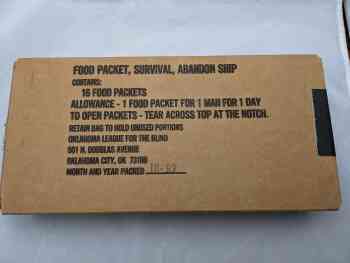 FOOD PACKET, SURVIVAL, ABANDON SHIP
CONTAINS:
16 FOOD PACKETS
ALLOWANCE - 1 FOOD PACKET FOR 1 MAN FOR 1 DAY
TO OPEN PACKETS - TEAR ACROSS TOP AT THE NOTCH.
RETAIN BAG TO HOLD UNUSED PORTIONS
OKLAHOMA LEAGUE FOR THE BLIND
501 N. DOUGLAS AVENUE
OKLAHOMA CITY, OK 73106
MONTH AND YEAR PACKED